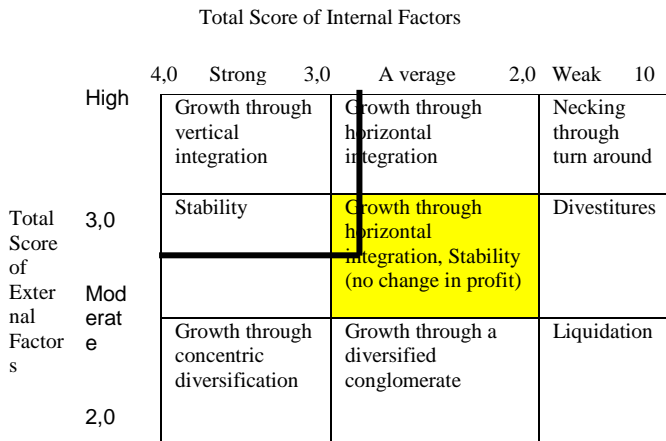 Total Score of Internal Factors
4,0 Strong 3,0 A verage 2,0 Weak 10
High
Growth through
vertical
integration
Growth through
horizontal
integration
Necking
through
turn around
Total
Score
of
Exter
nal
Factor
s
3,0
Mod
erat
e
2,0
Stability
Growth through
horizontal
integration, Stability
(no change in profit)
Divestitures
Growth through
concentric
diversification
Growth through a
diversified
conglomerate
Liquidation